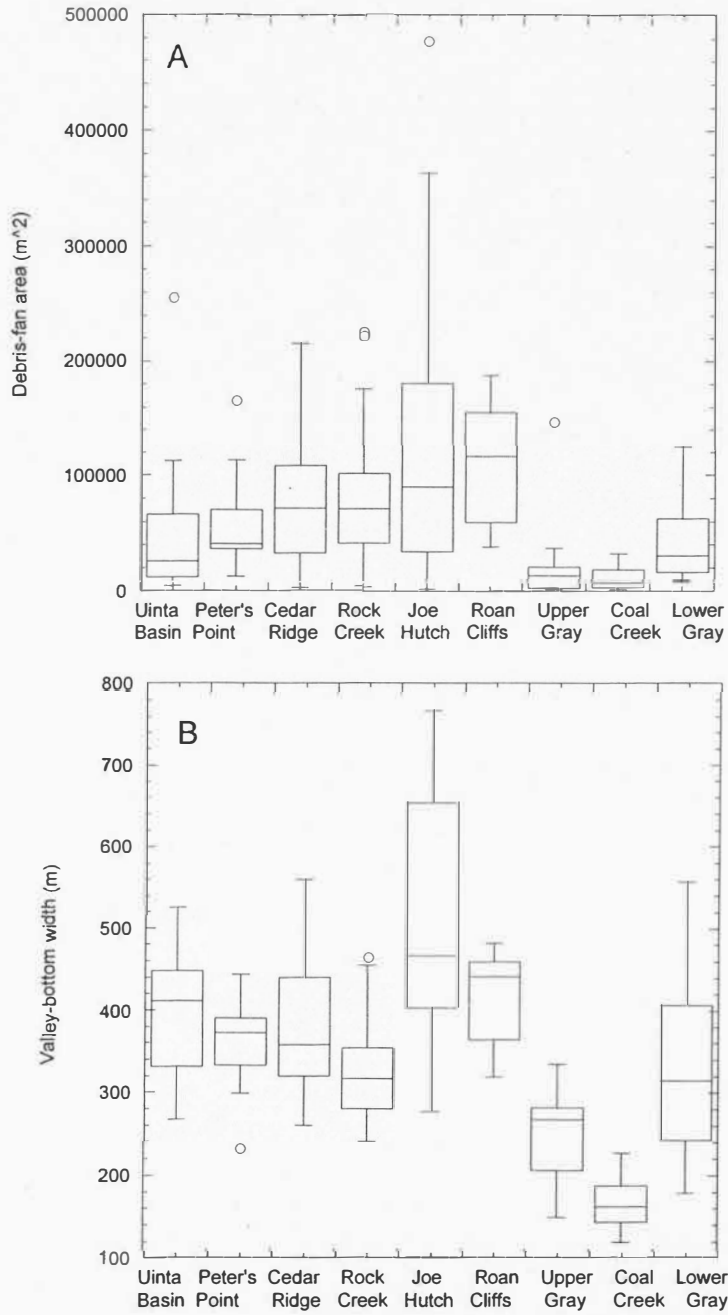 500000
A
400000
300000
200000
100000
0
Debris-fan area (m^2)
Uinta Peter's Cedar Rock Joe Roan Upper Coal Lower
Basin Point Ridge Creek Hutch Cliffs Gray Creek Gray
800
B
700
600
500
400
300
200
100
Valley-bottom width (m)
Uinta Peter's Cedar Rock Joe Roan Upper Coal Lower
Basin Point Ridge Creek Hutch Cliffs Gray Creek Gray